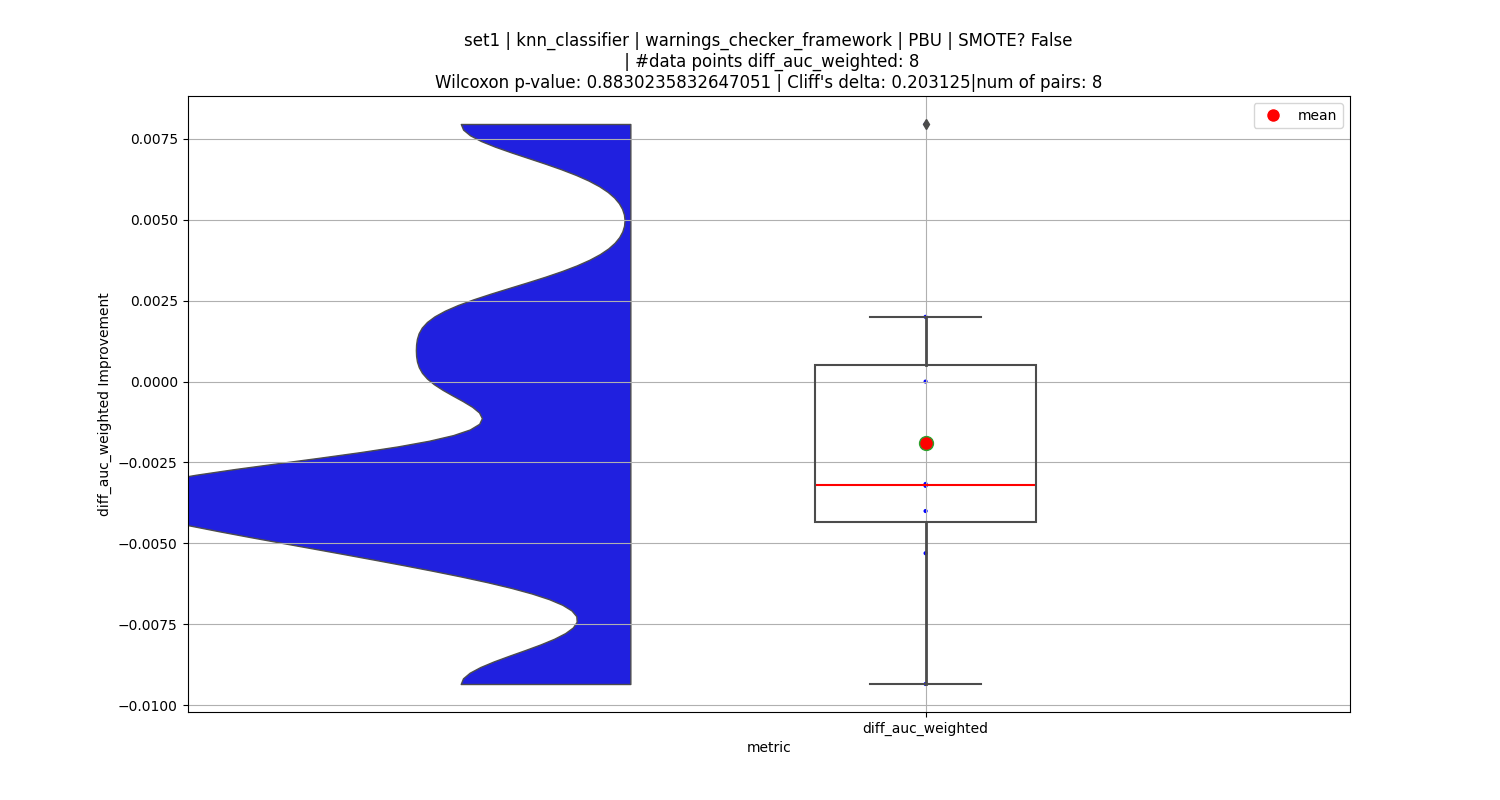 set1 | knn_classifier | warnings_checker_framework | PBU | SMOTE? False
| #data points diff_auc_weighted: 8
Wilcoxon p-value: 0.8830235832647051 | Cliff's delta: 0.203125|num of pairs: 8
mean
0.0075
0.0050
0.0025
0.0000
−0.0025
−0.0050
−0.0075
−0.0100
diff_auc_weighted Improvement
diff_auc_weighted
metric